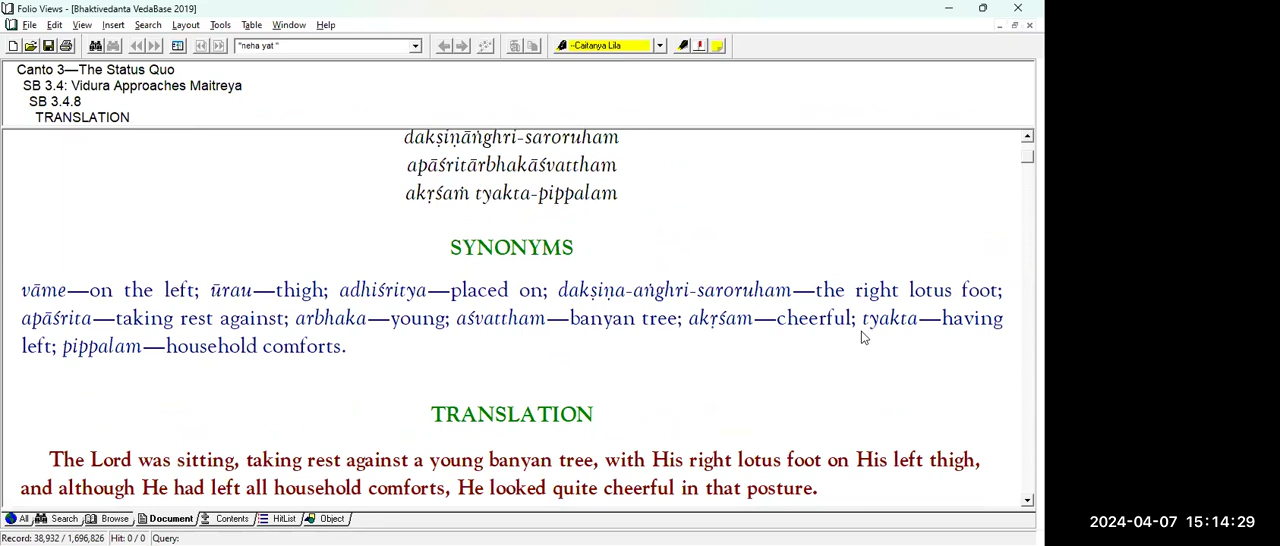 Folio Views - [Bhaktivedanta VedaBase 2019]
File Edit View Insert Search Layout Tools Table Window Help
"neha yat "
--Caitanya Lila
Canto 3—The Status Quo
SB 3.4: Vidura Approaches Maitreya
SB 3.4.8
TRANSLATION
dakṣiṇāṅghri-saroruham
apāśritārbhakāśvattham
akṛśaṁ tyakta-pippalam
SYNONYMS
vāme—on the left; ūrau—thigh; adhiśritya—placed on; dakṣiṇa-aṅghri-saroruham—the right lotus foot;
apāśrita—taking rest against; arbhaka—young; aśvattham—banyan tree; akṛśam—cheerful; tyakta—having
left; pippalam—household comforts.
TRANSLATION
The Lord was sitting, taking rest against a young banyan tree, with His right lotus foot on His left thigh,
and although He had left all household comforts, He looked quite cheerful in that posture.
All Search Browse Document Contents HitList Object
Record: 38,932 / 1,696,826 Hit: 0 / 0 Query:
2024-04-07 15:14:29